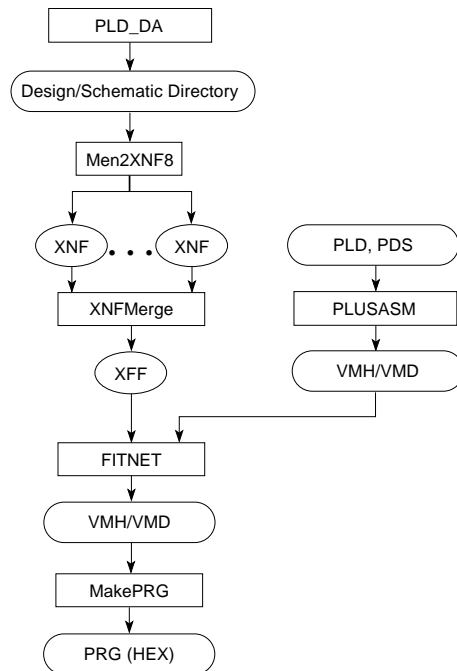 PLD_DA
Design/Schematic Directory
Men2XNF8
XNF
• • •
XNF
PLD, PDS
XNFMerge
PLUSASM
XFF
VMH/VMD
FITNET
VMH/VMD
MakePRG
PRG (HEX)